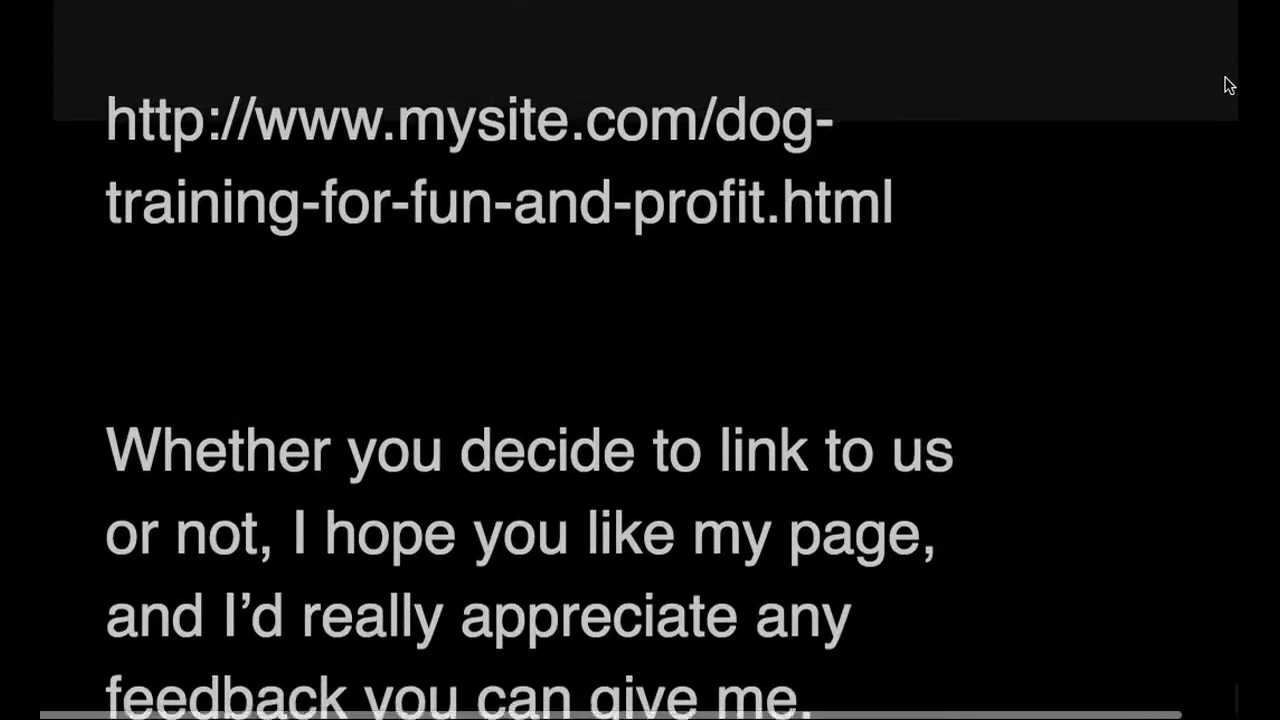 http://www.mysite.com/dog-
training-for-fun-and-profit.html
Whether you decide to link to us
or not, I hope you like my page,
and I’d really appreciate any
feedback you can give me.